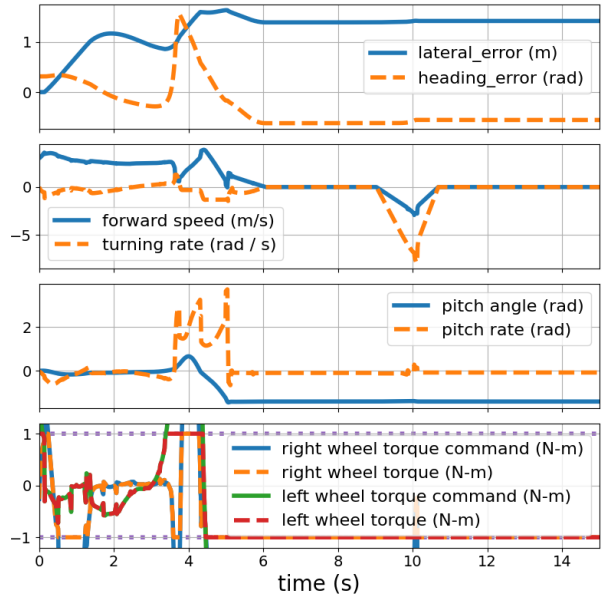 1
0
lateral_error (m)
heading_error (rad)
0
−5
forward speed (m/s)
turning rate (rad / s)
2
0
pitch angle (rad)
pitch rate (rad)
1
0
−1
right wheel torque command (N-m)
right wheel torque (N-m)
left wheel torque command (N-m)
left wheel torque (N-m)
0 2 4 6 8 10 12 14
time (s)